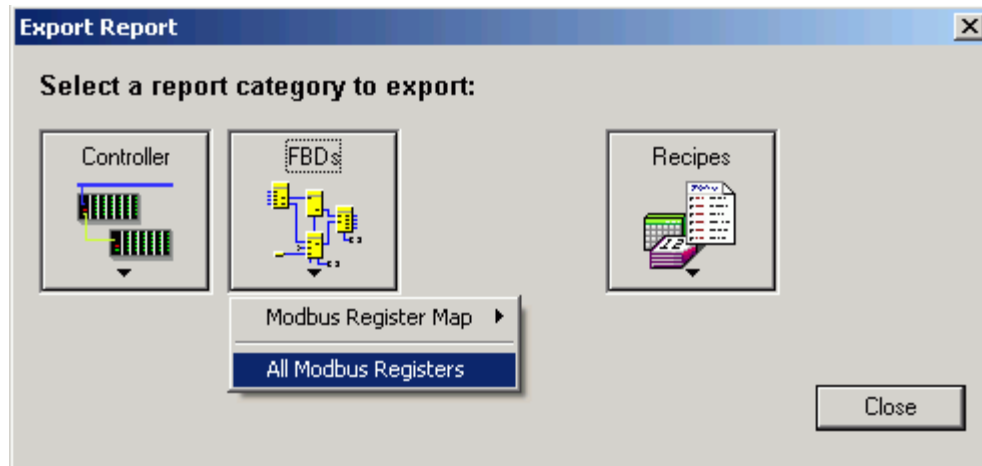 Export Report
Select a report category to export:
Controller
FBDs
Recipes
Modbus Register Map
All Modbus Registers
Close